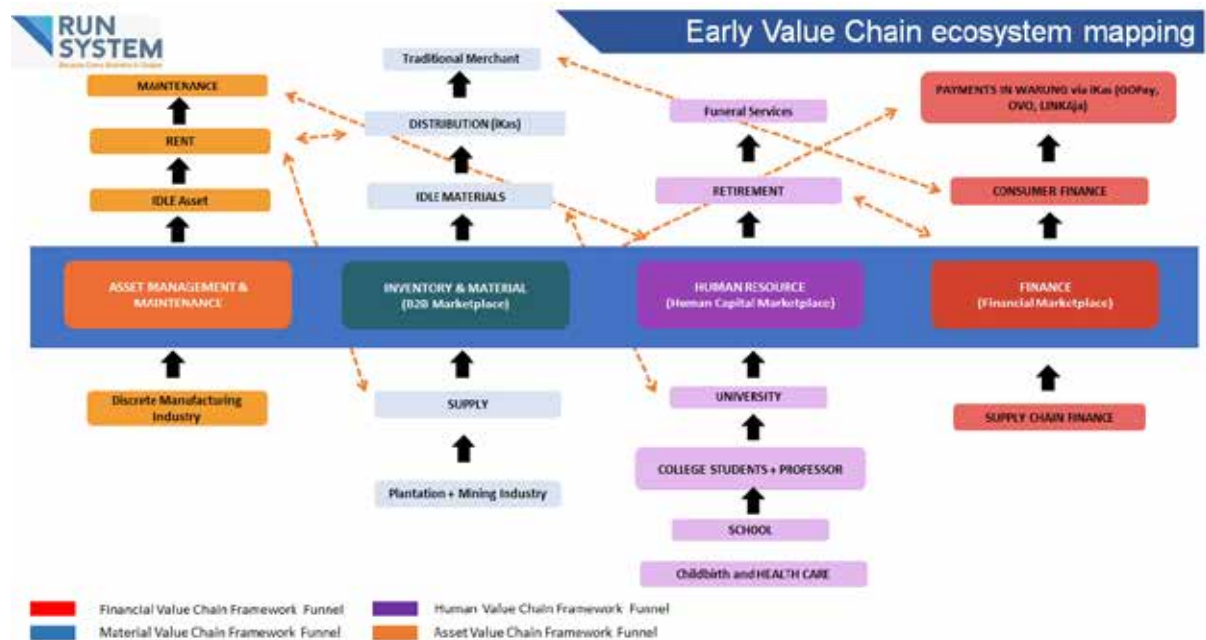 RUN
SYSTEM
Early Value Chain ecosystem mapping
MAINTENANCE
RENT
IDLE Asset
ASSET MANAGEMENT &
MAINTENANCE
Discrete Manufacturing
Industry
Traditional Merchant
DISTRIBUTION (iKas)
IDLE MATERIALS
INVENTORY & MATERIAL
(B2B Marketplace)
SUPPLY
Plantation + Mining Industry
Funeral Services
RETIREMENT
HUMAN RESOURCE
(Human Capital Marketplace)
UNIVERSITY
COLLEGE STUDENTS + PROFESSOR
SCHOOL
Childbirth and HEALTH CARE
PAYMENTS IN WARUNG via iKas (GOPay,
OVO, LINKAja)
CONSUMER FINANCE
FINANCE
(Financial Marketplace)
SUPPLY CHAIN FINANCE
Financial Value Chain Framework Funnel
Human Value Chain Framework Funnel
Material Value Chain Framework Funnel
Asset Value Chain Framework Funnel